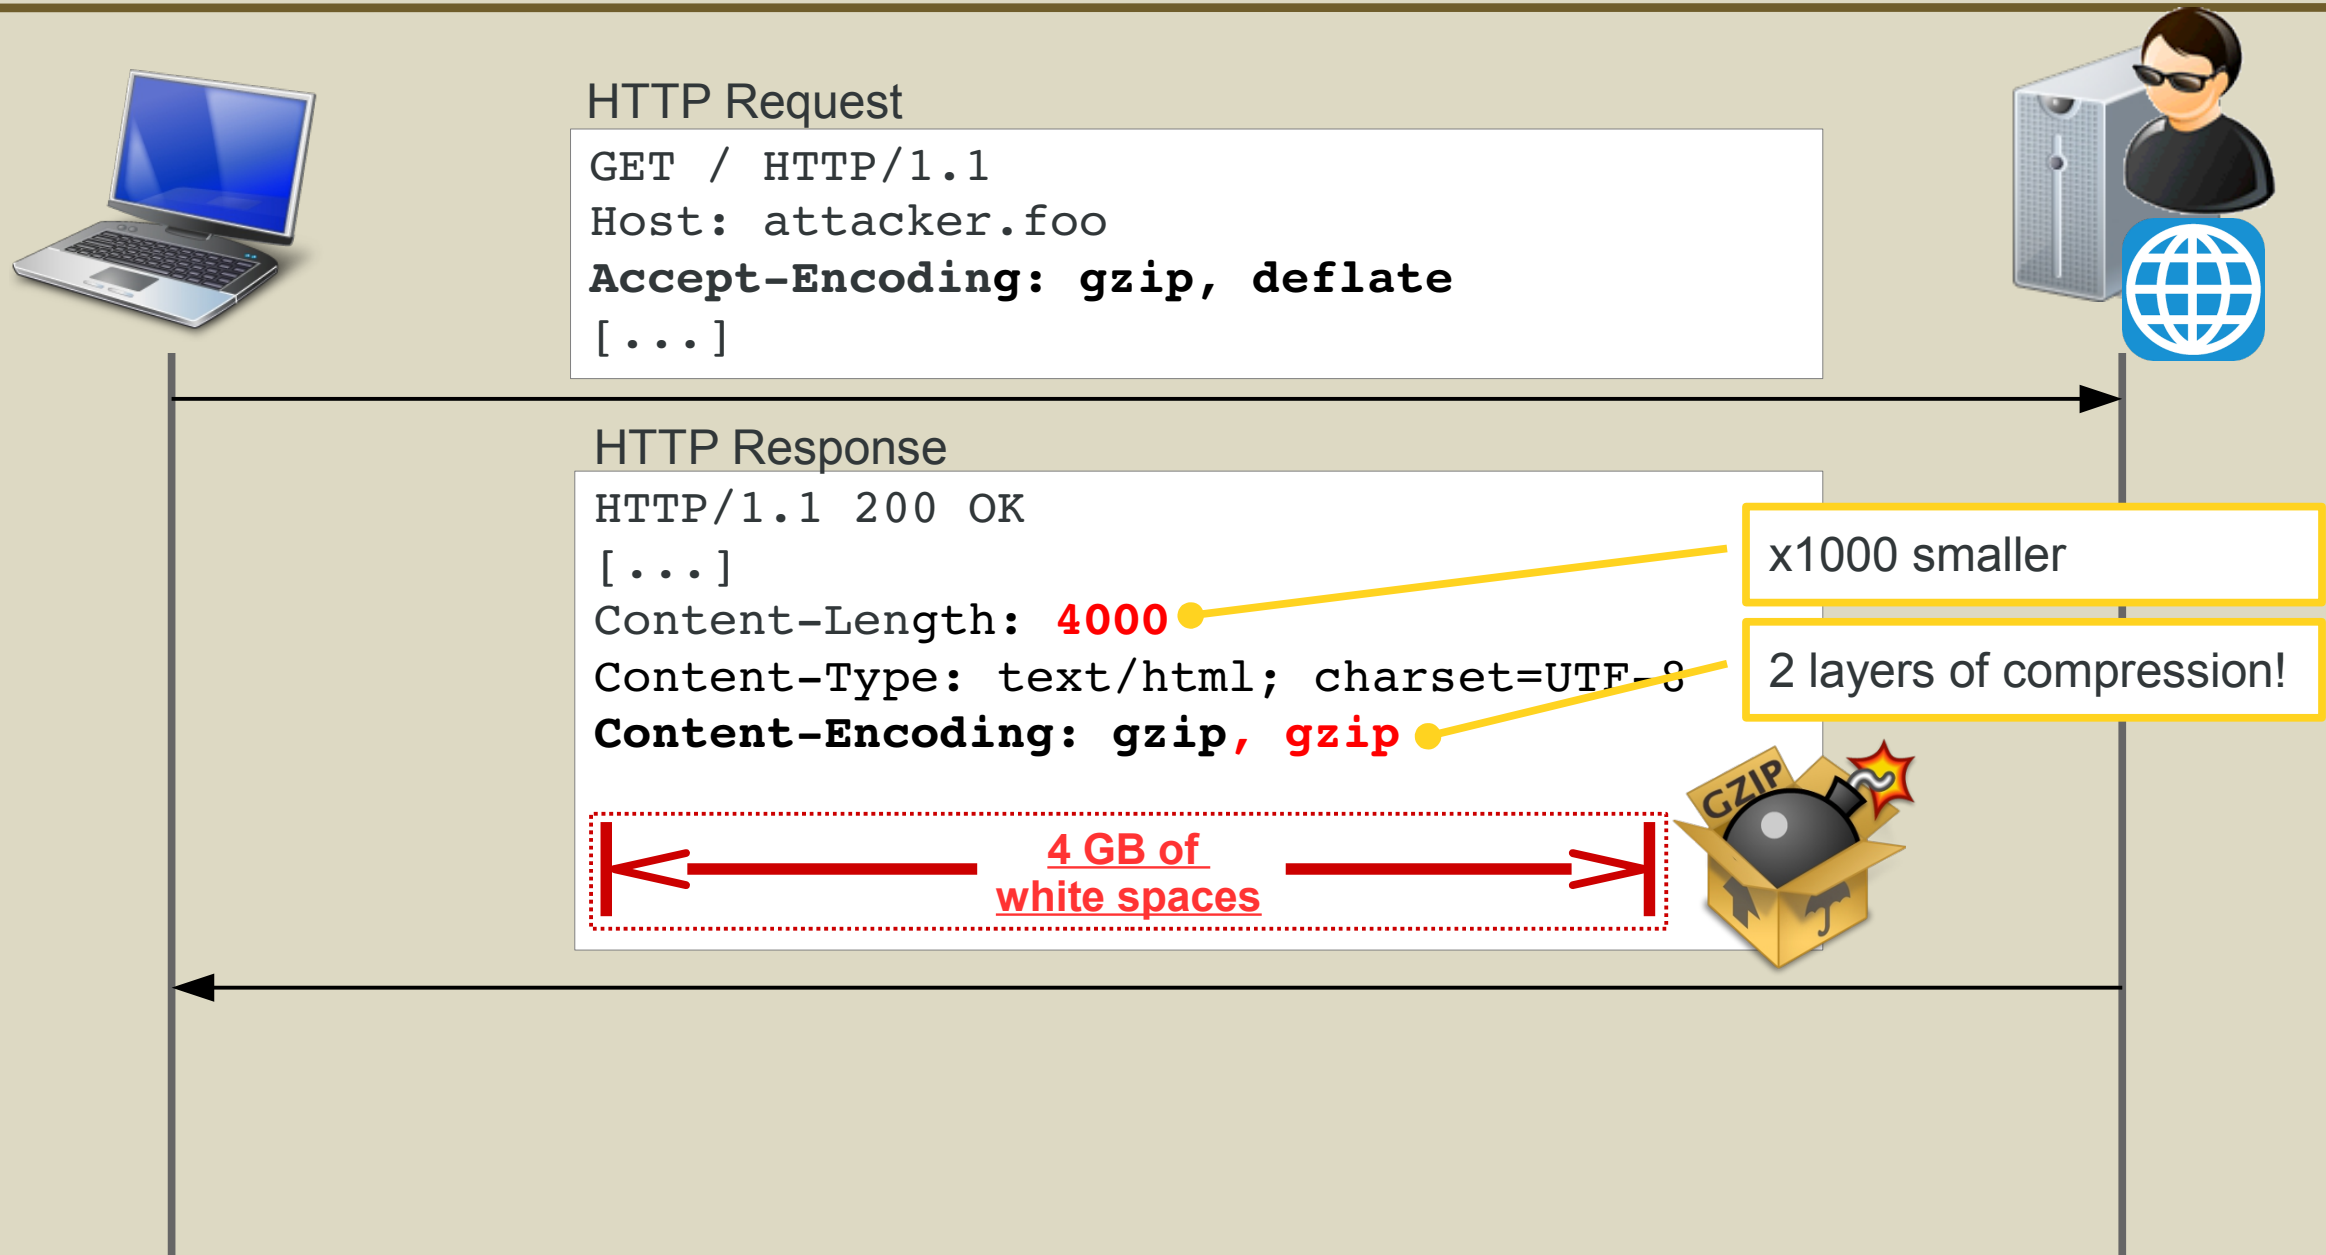 HTTP Request
GET / HTTP/1.1
Host: attacker.foo
Accept-Encoding: gzip, deflate
[...]
HTTP Response
HTTP/1.1 200 OK
[...]
x1000 smaller
Content-Length: 4000
Content-Type: text/html; charset=UTF-8
2 layers of compression!
Content-Encoding: gzip, gzip
GZIP
4 GB of
white spaces